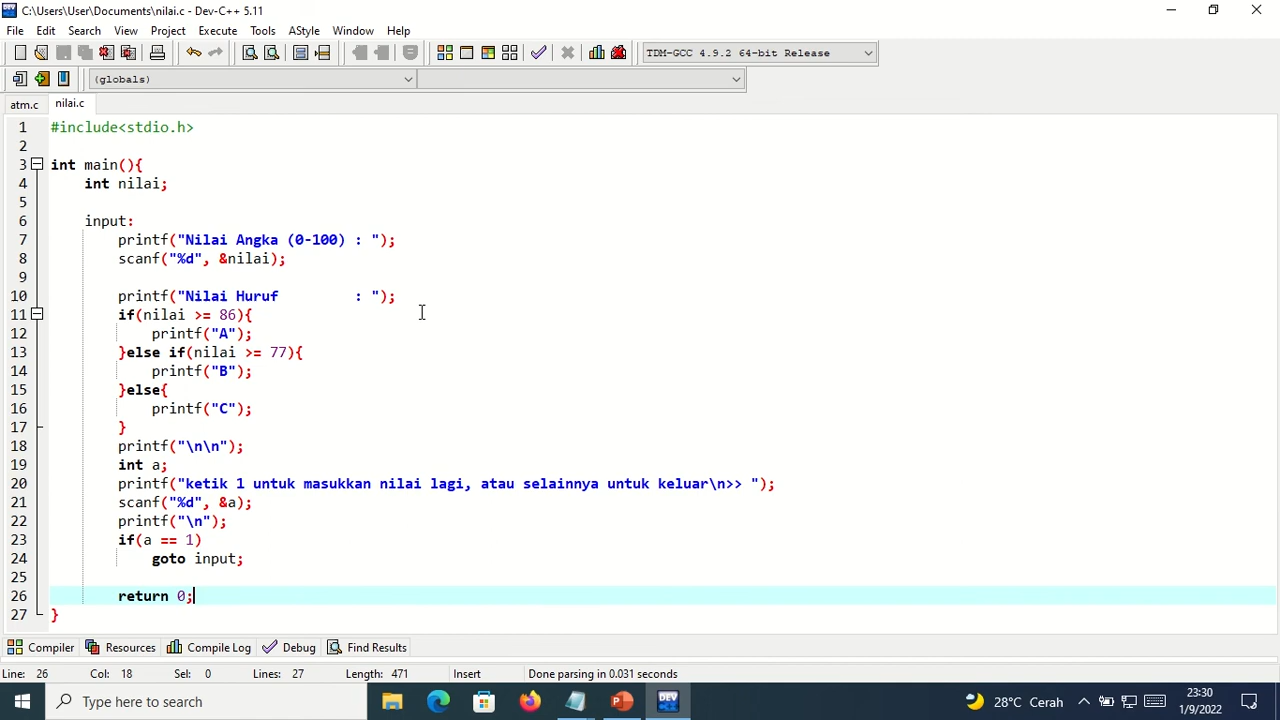 C:\Users\User\Documents\nilai.c - Dev-C++ 5.11
File Edit Search View Project Execute Tools AStyle Window Help
TDM-GCC 4.9.2 64-bit Release
(globals)
atm.c nilai.c
1 #include<stdio.h>
2
3 int main(){
4 int nilai;
5
6 input:
7 printf("Nilai Angka (0-100) : ");
8 scanf("%d", &nilai);
9
10 printf("Nilai Huruf         : ");
11 if(nilai >= 86){
12 printf("A");
13 }else if(nilai >= 77){
14 printf("B");
15 }else{
16 printf("C");
17 }
18 printf("\n\n");
19 int a;
20 printf("ketik 1 untuk masukkan nilai lagi, atau selainnya untuk keluar\n>> ");
21 scanf("%d", &a);
22 printf("\n");
23 if(a == 1)
24 goto input;
25
26 return 0;
27 }
Compiler Resources Compile Log Debug Find Results
Line: 26 Col: 18 Sel: 0 Lines: 27 Length: 471 Insert Done parsing in 0.031 seconds
Type here to search DEV 28°C Cerah 23:30
1/9/2022